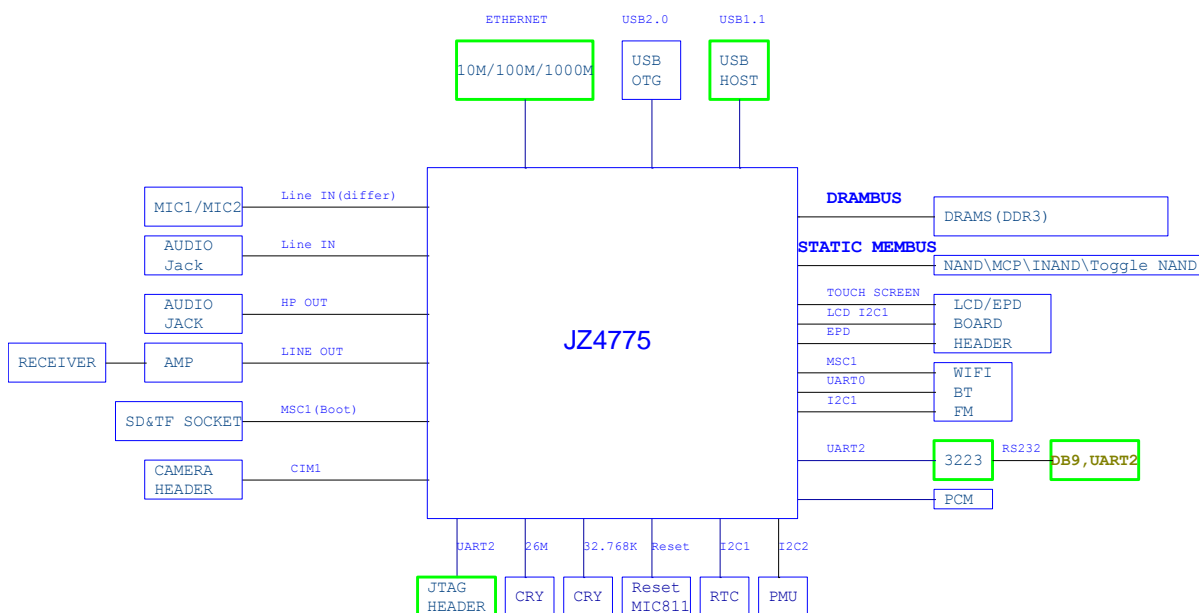 ETHERNET
USB2.0
USB1.1
10M/100M/1000M
USB
OTG
USB
HOST
MIC1/MIC2
Line IN(differ)
AUDIO
Jack
Line IN
AUDIO
JACK
HP OUT
RECEIVER
AMP
LINE OUT
SD&TF SOCKET
MSC1(Boot)
CAMERA
HEADER
CIM1
JZ4775
DRAMBUS
DRAMS(DDR3)
STATIC MEMBUS
NAND\MCP\INAND\Toggle NAND
TOUCH SCREEN
LCD I2C1
EPD
LCD/EPD
BOARD
HEADER
MSC1
UART0
I2C1
WIFI
BT
FM
UART2
3223
RS232
DB9,UART2
PCM
UART2
26M
32.768K
Reset
I2C1
I2C2
JTAG
HEADER
CRY
CRY
Reset
MIC811
RTC
PMU